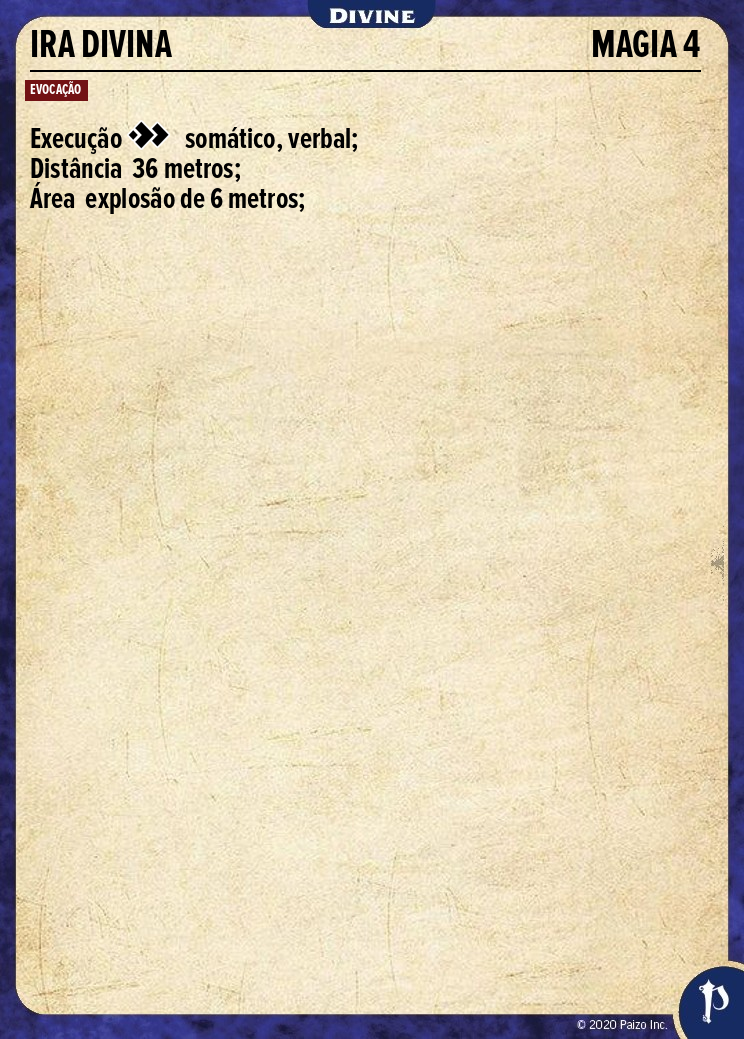 DIVINE
IRA DIVINA MAGIA 4
EVOCAÇÃO
Execução somático, verbal;
Distância 36 metros;
Área explosão de 6 metros;
© 2020 Paizo Inc.
P